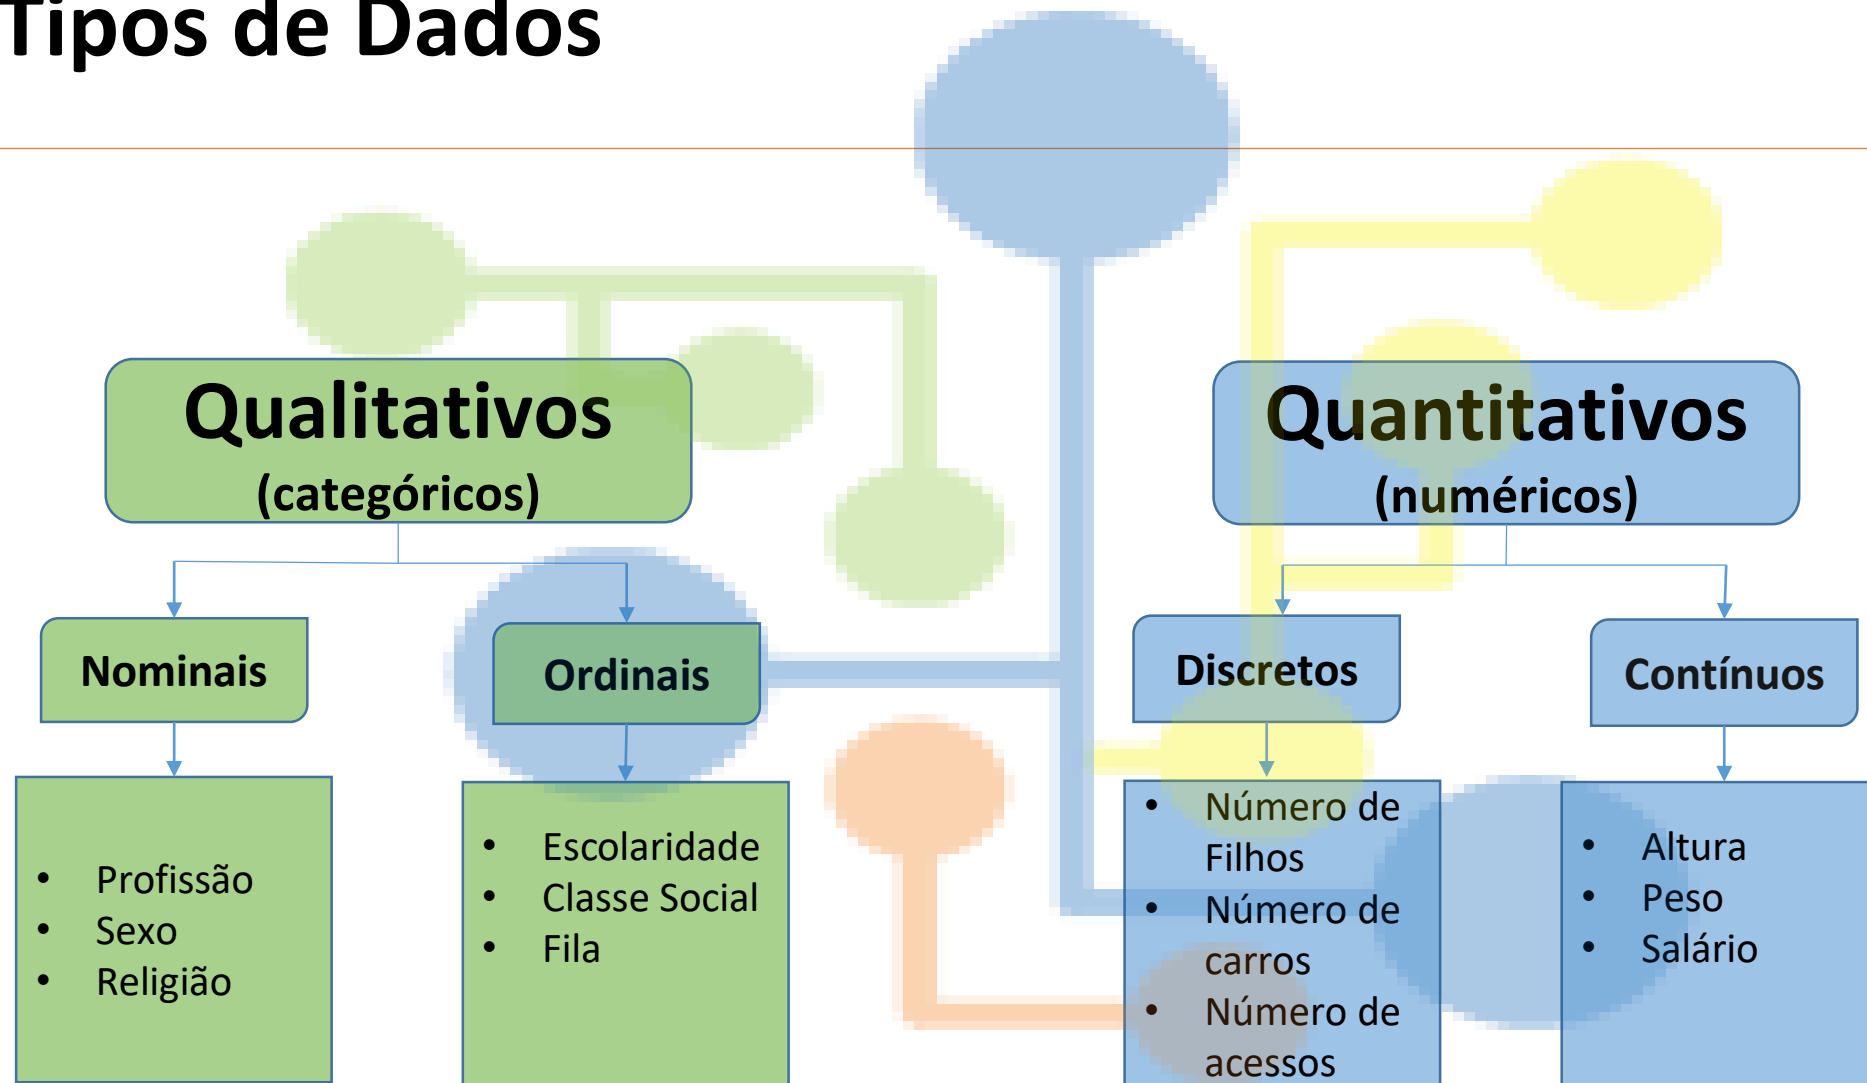 Tipos de Dados
Qualitativos
(categóricos)
Quantitativos
(numéricos)
Nominais
Ordinais
Discretos
Contínuos
• Profissão
• Sexo
• Religião
• Escolaridade
• Classe Social
• Fila
• Número de
Filhos
• Número de
carros
• Número de
acessos
• Altura
• Peso
• Salário